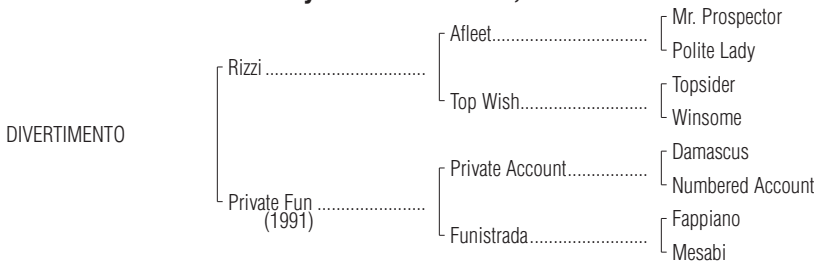 Afleet
Mr. Prospector
Polite Lady
Rizzi
Top Wish
Topsider
Winsome
DIVERTIMENTO
Private Account
Damascus
Numbered Account
Private Fun
(1991)
Funistrada
Fappiano
Mesabi